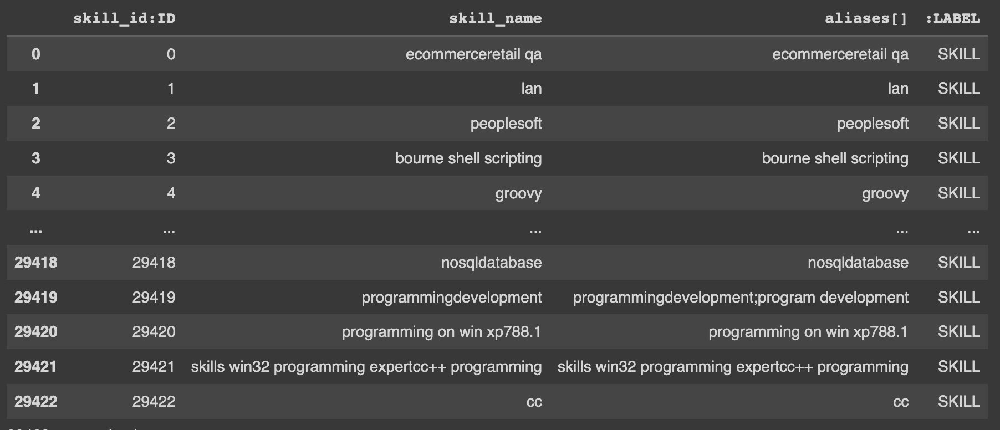 skill_id:ID skill_name aliases[] :LABEL
0 0 ecommerceretail qa ecommerceretail qa SKILL
1 1 lan lan SKILL
2 2 peoplesoft peoplesoft SKILL
3 3 bourne shell scripting bourne shell scripting SKILL
4 4 groovy groovy SKILL
... ... ... ... ...
29418 29418 nosqldatabase nosqldatabase SKILL
29419 29419 programmingdevelopment programmingdevelopment;program development SKILL
29420 29420 programming on win xp788.1 programming on win xp788.1 SKILL
29421 29421 skills win32 programming expertcc++ programming skills win32 programming expertcc++ programming SKILL
29422 29422 cc cc SKILL